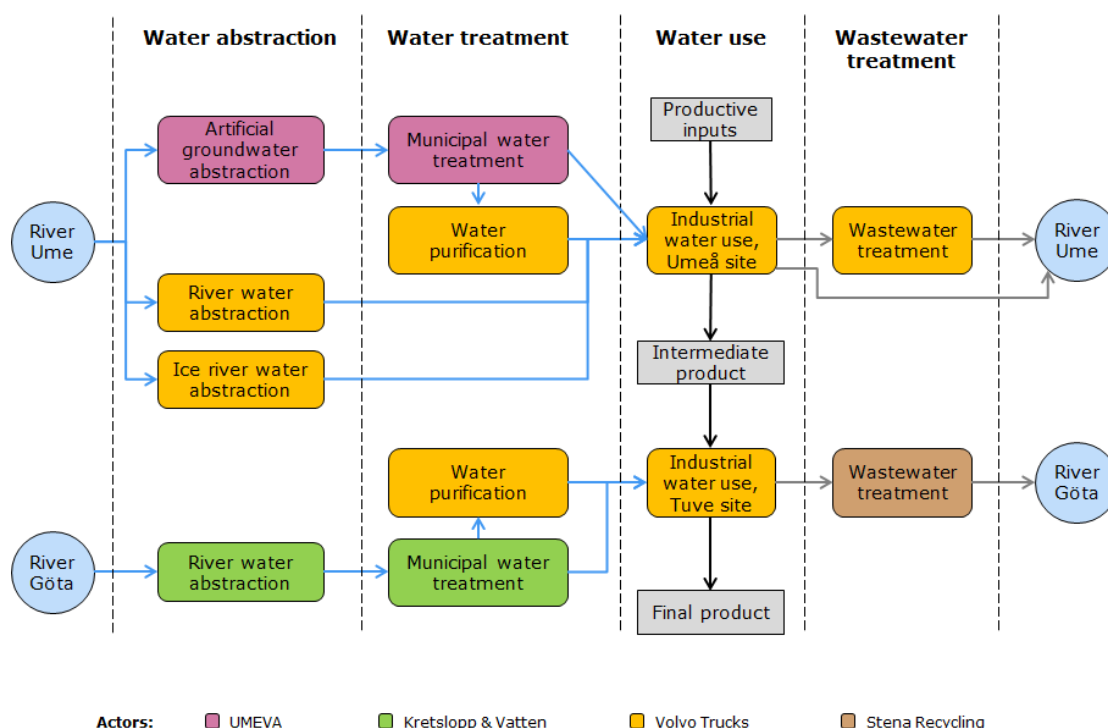 Water abstraction
Water treatment
Water use
Wastewater
treatment
Artificial
groundwater
abstraction
Municipal water
treatment
Productive
inputs
River
Ume
Water
purification
Industrial
water use,
Umeå site
Wastewater
treatment
River
Ume
River water
abstraction
Ice river water
abstraction
Intermediate
product
Water
purification
Industrial
water use,
Tuve site
Wastewater
treatment
River
Göta
River
Göta
River water
abstraction
Municipal water
treatment
Final product
Actors:
UMEVA
Kretslopp & Vatten
Volvo Trucks
Stena Recycling